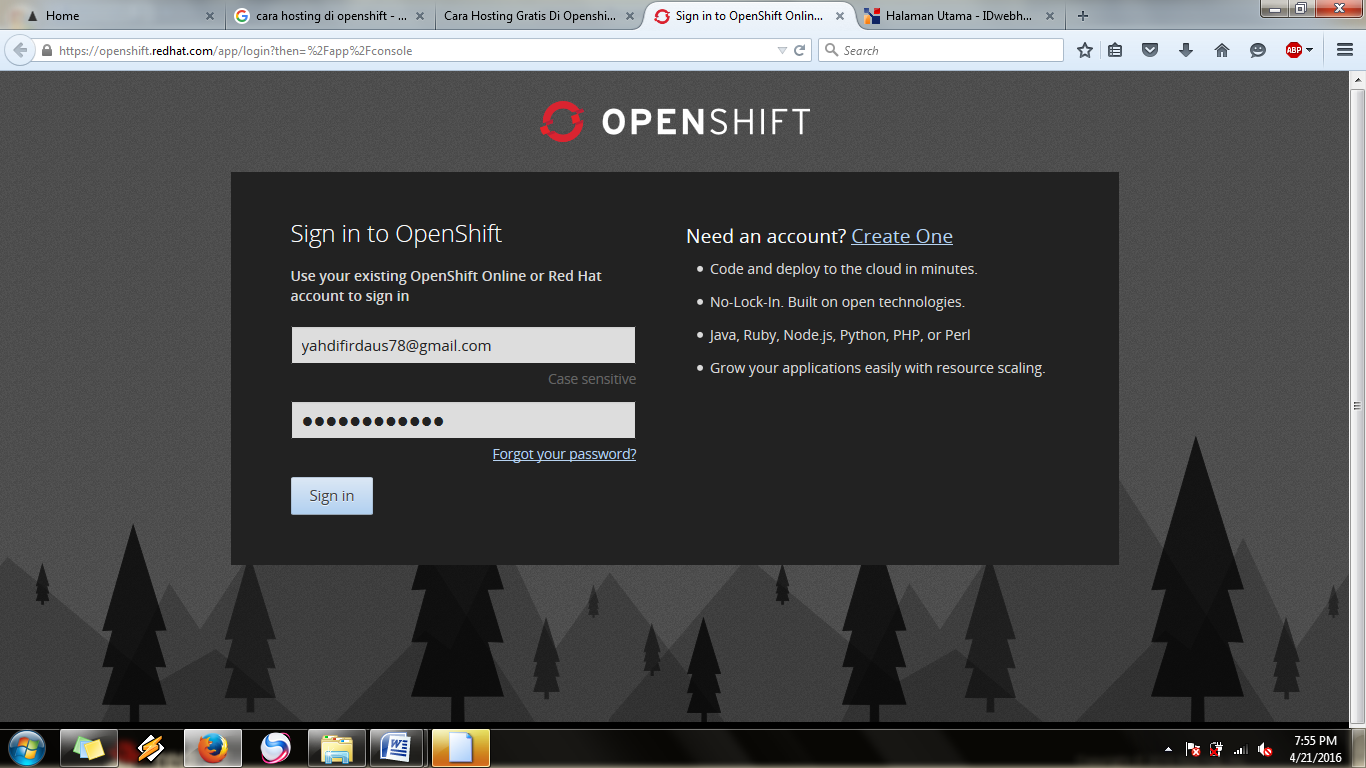 Home
cara hosting di openshift - ...
Cara Hosting Gratis Di Openshi...
Sign in to OpenShift Onlin...
Halaman Utama - IDwebh...
https://openshift.redhat.com/app/login?then=%2Fapp%2Fconsole
Search
ABP
OPENSHIFT
Sign in to OpenShift
Use your existing OpenShift Online or Red Hat
account to sign in
yahdifirdaus78@gmail.com
Case sensitive
●●●●●●●●●●●●
Forgot your password?
Sign in
Need an account? Create One
• Code and deploy to the cloud in minutes.
• No-Lock-In. Built on open technologies.
• Java, Ruby, Node.js, Python, PHP, or Perl
• Grow your applications easily with resource scaling.
7:55 PM
4/21/2016